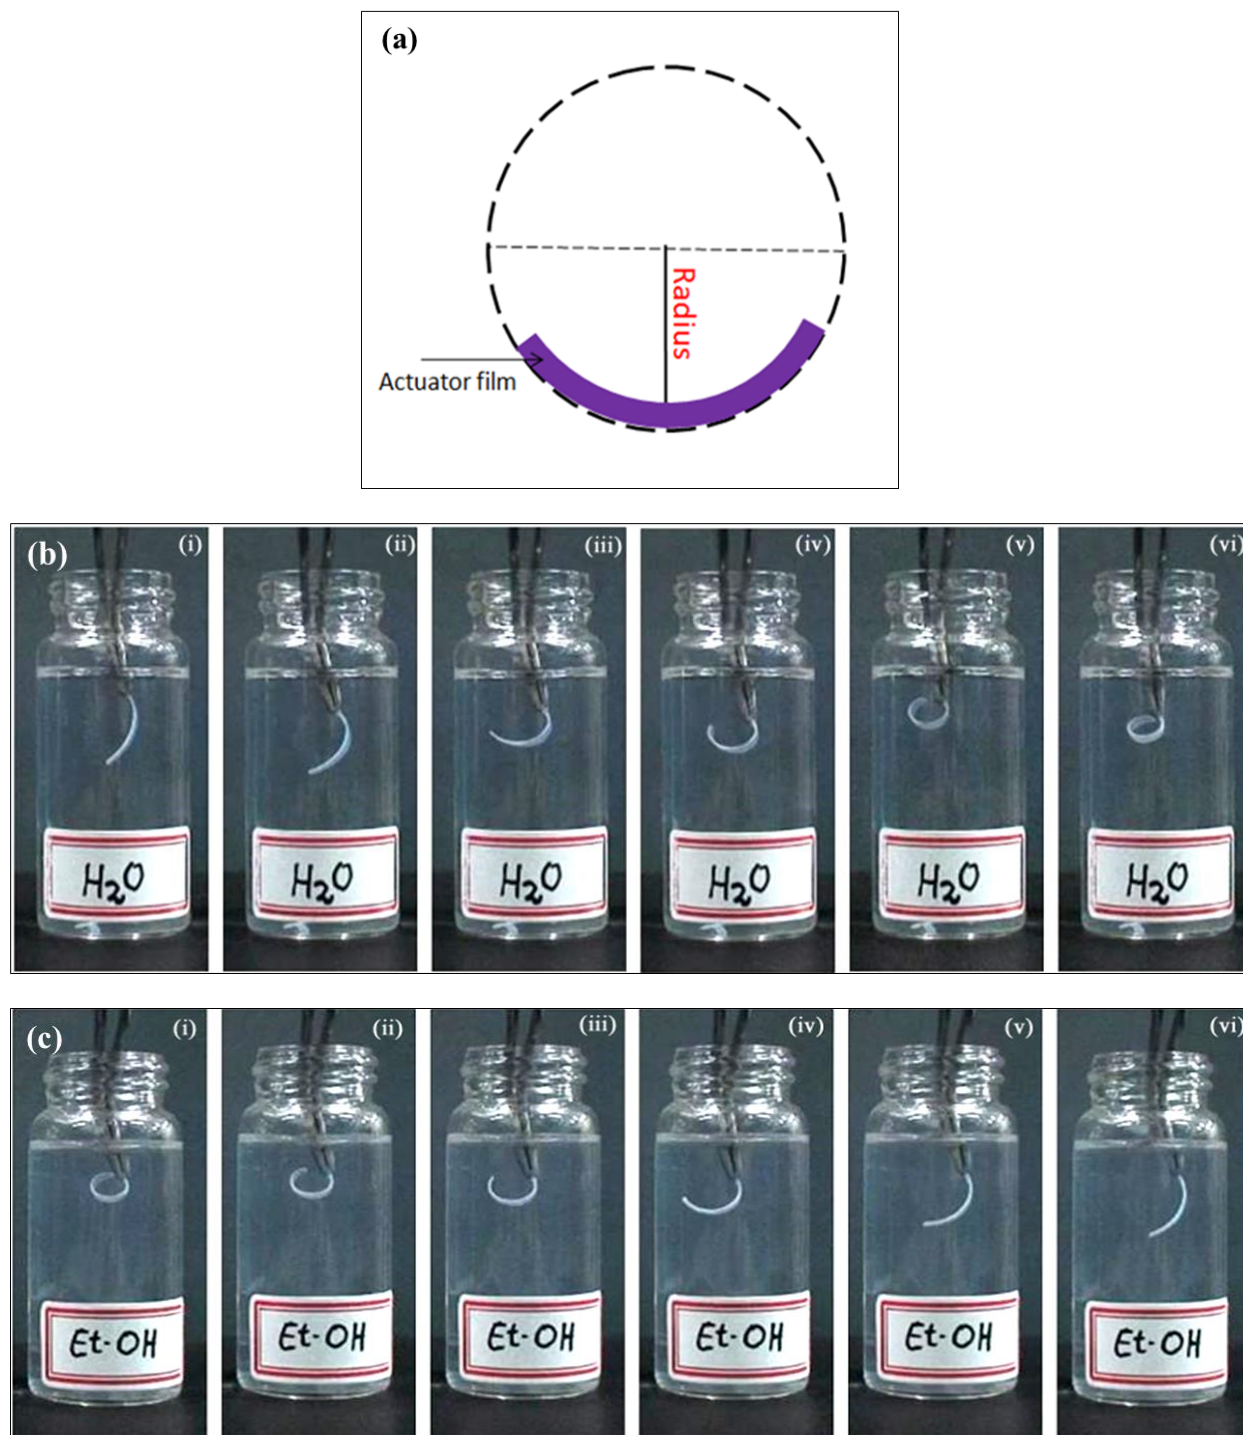 (a)
Radius
Actuator film
(b)
(i)
(ii)
(iii)
(iv)
(v)
(vi)
H₂O
H₂O
H₂O
H₂O
H₂O
H₂O
(c)
(i)
(ii)
(iii)
(iv)
(v)
(vi)
Et-OH
Et-OH
Et-OH
Et-OH
Et-OH
Et-OH